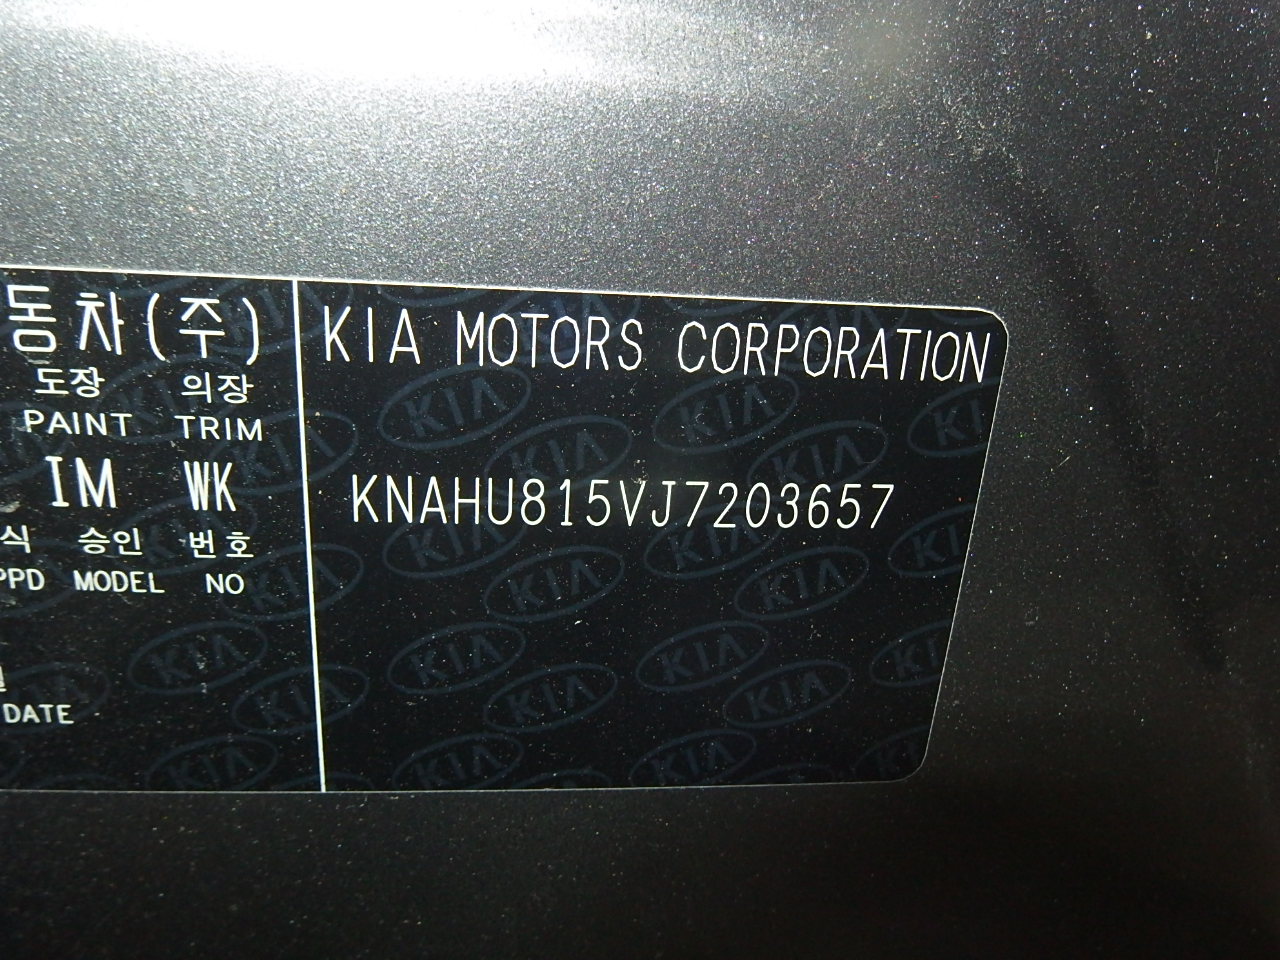 동차(주)
KIA MOTORS CORPORATION
도장 의장
PAINT TRIM
IM WK
KNAHU815VJ7203657
식 승인 번호
PPD MODEL NO
DATE
KIA